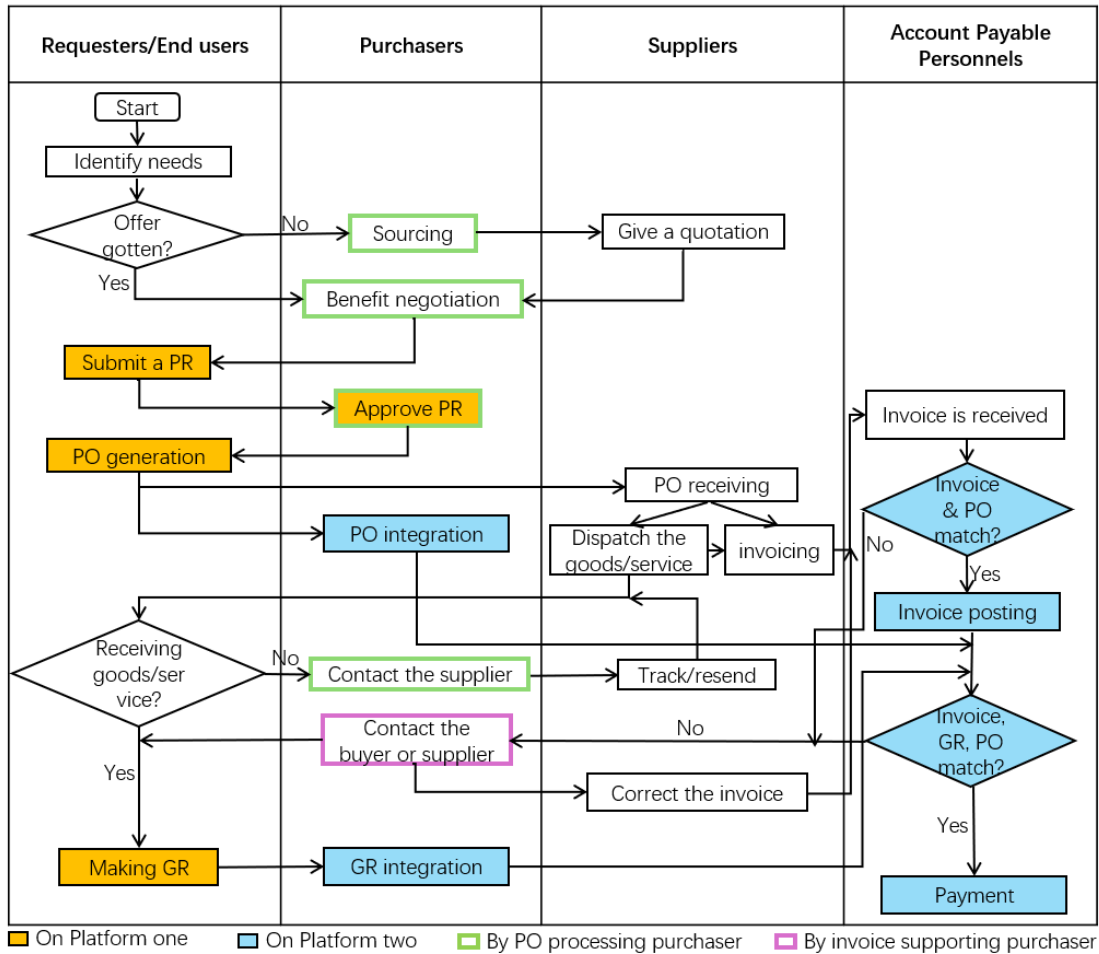 Requesters/End users
Purchasers
Suppliers
Account Payable
Personnels
Start
Identify needs
Offer
gotten?
No
Sourcing
Give a quotation
Yes
Benefit negotiation
Submit a PR
Approve PR
Invoice is received
PO generation
PO receiving
Invoice
& PO
match?
PO integration
Dispatch the
goods/service
invoicing
No
Yes
Invoice posting
Receiving
goods/ser
vice?
No
Contact the supplier
Track/resend
Contact the
buyer or supplier
No
Invoice,
GR, PO
match?
Yes
Correct the invoice
Yes
Making GR
GR integration
Payment
On Platform one
On Platform two
By PO processing purchaser
By invoice supporting purchaser